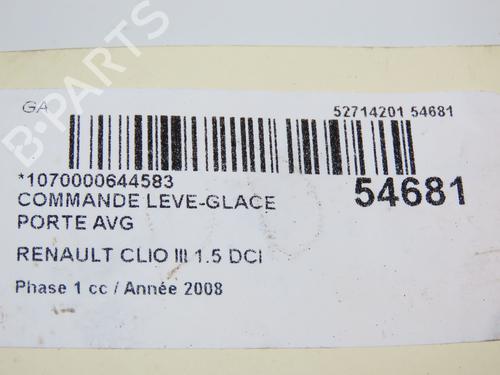 GA
52714201 54681
*1070000644583
54681
COMMANDE LEVE-GLACE
PORTE AVG
RENAULT CLIO III 1.5 DCI
Phase 1 cc / Année 2008
B-PARTS